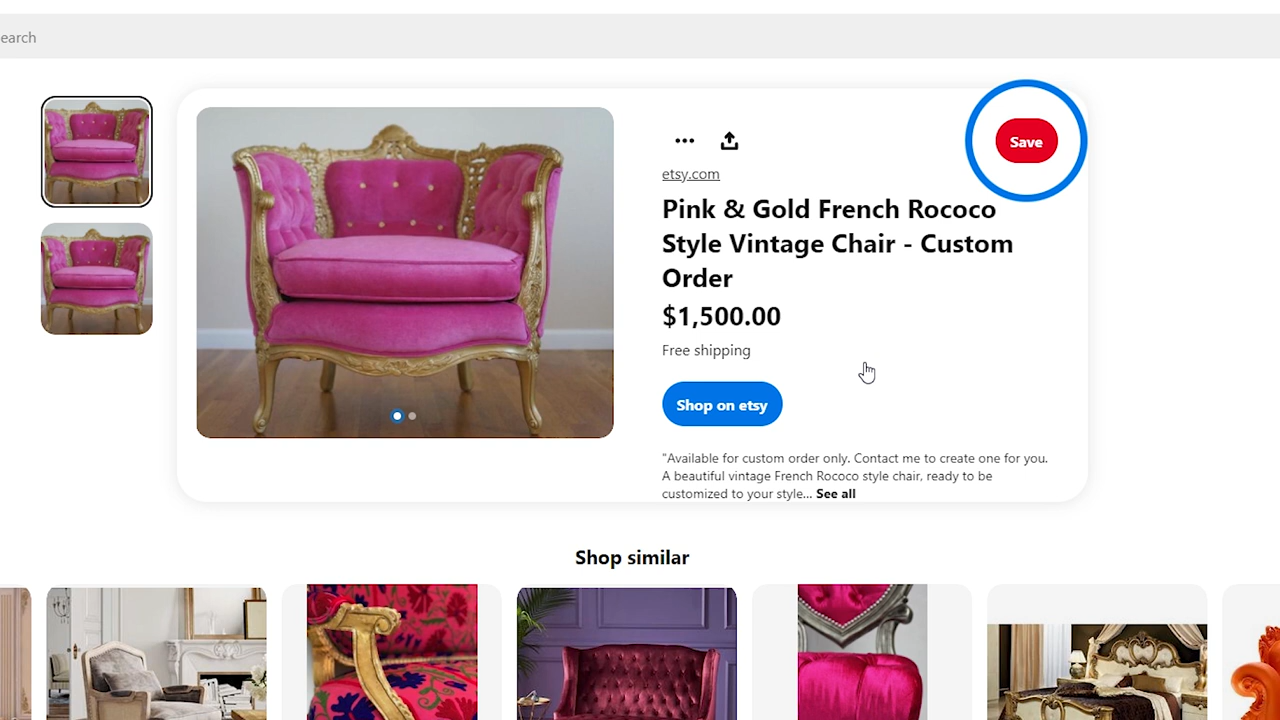 earch
Save
etsy.com
Pink & Gold French Rococo
Style Vintage Chair - Custom
Order
$1,500.00
Free shipping
Shop on etsy
"Available for custom order only. Contact me to create one for you.
A beautiful vintage French Rococo style chair, ready to be
customized to your style... See all
Shop similar